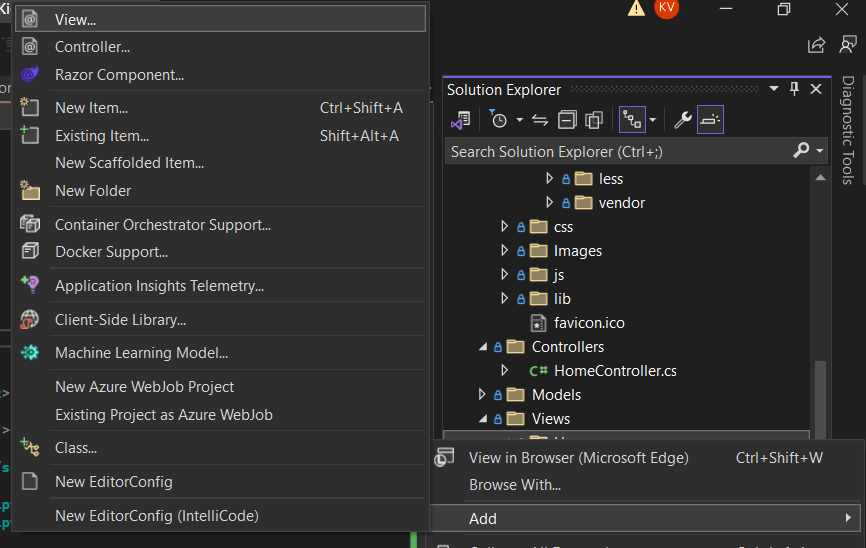 View...
Controller...
Razor Component...
New Item... Ctrl+Shift+A
Existing Item... Shift+Alt+A
New Scaffolded Item...
New Folder
Container Orchestrator Support...
Docker Support...
Application Insights Telemetry...
Client-Side Library...
Machine Learning Model...
New Azure WebJob Project
Existing Project as Azure WebJob
Class...
New EditorConfig
New EditorConfig (IntelliCode)
KV
Solution Explorer
Search Solution Explorer (Ctrl+;)
less
vendor
css
Images
js
lib
favicon.ico
Controllers
C# HomeController.cs
Models
Views
View in Browser (Microsoft Edge) Ctrl+Shift+W
Browse With...
Add
Diagnostic Tools